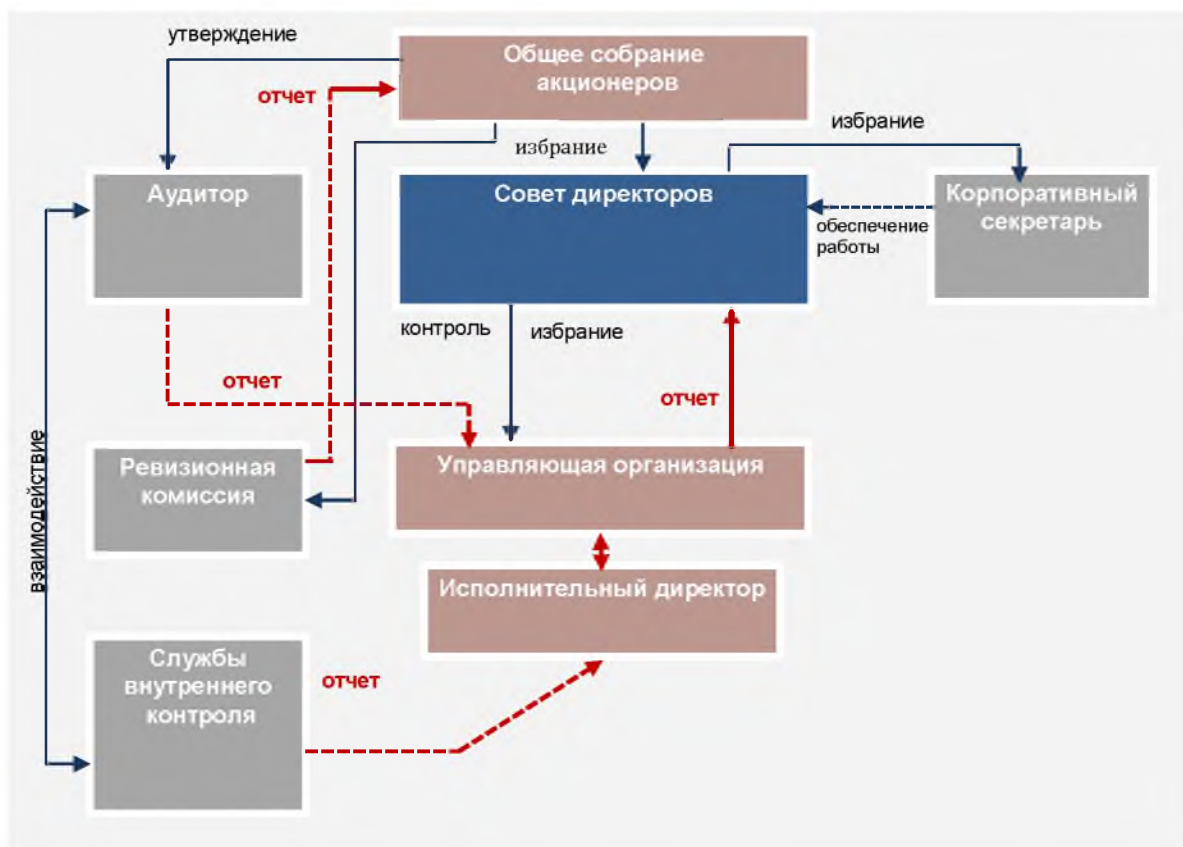 утверждение
Общее собрание
акционеров
отчет
избрание
избрание
Аудитор
Совет директоров
Корпоративный
секретарь
обеспечение
работы
контроль
избрание
отчет
отчет
взаимодействие
Ревизионная
комиссия
Управляющая организация
Исполнительный директор
Службы
внутреннего
контроля
отчет